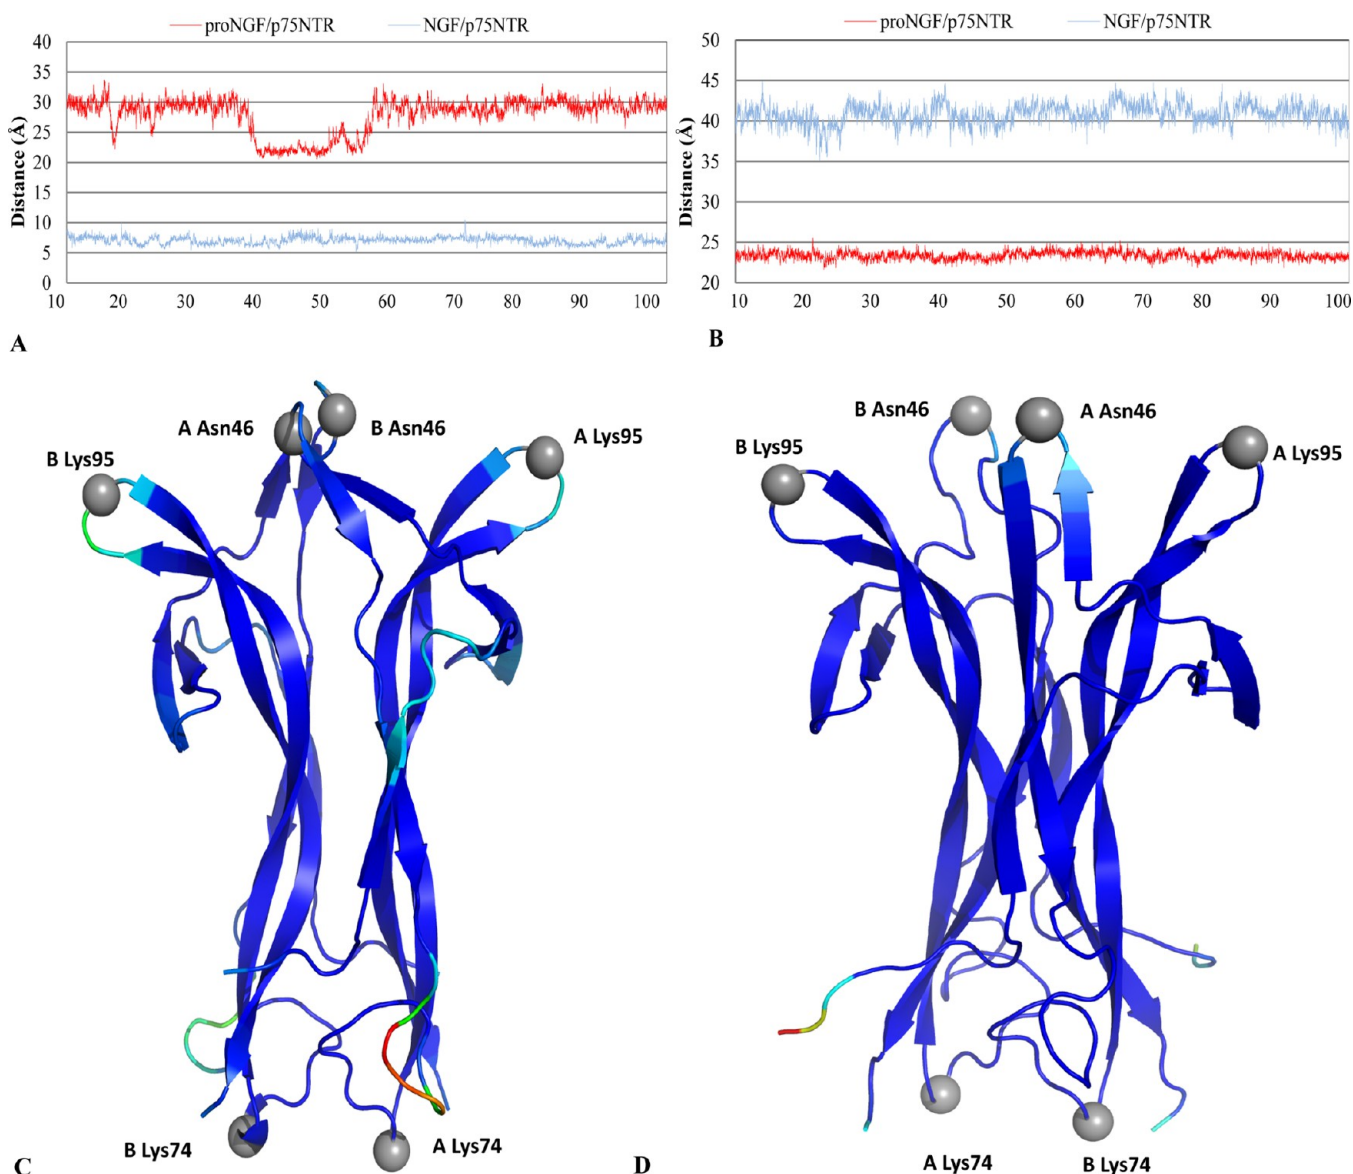 proNGF/p75NTR NGF/p75NTR
Distance (Å)
40
35
30
25
20
15
10
5
0
10 20 30 40 50 60 70 80 90 100
A
proNGF/p75NTR NGF/p75NTR
Distance (Å)
50
45
40
35
30
25
20
10 20 30 40 50 60 70 80 90 100
B
A Asn46 B Asn46
A Lys95
B Lys95
B Lys74 A Lys74
C
B Asn46 A Asn46
B Lys95 A Lys95
A Lys74 B Lys74
D